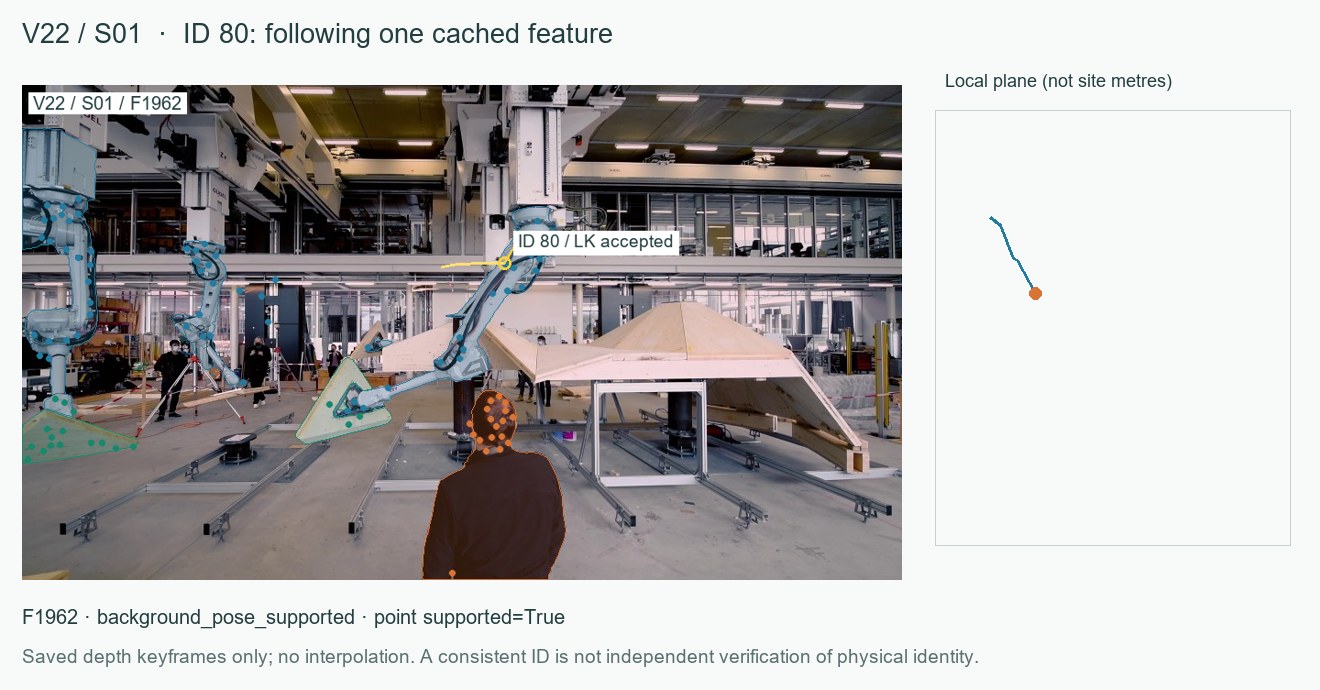 V22 / S01 · ID 80: following one cached feature
Local plane (not site metres)
V22 / S01 / F1962
ID 80 / LK accepted
F1962 · background_pose_supported · point supported=True
Saved depth keyframes only; no interpolation. A consistent ID is not independent verification of physical identity.